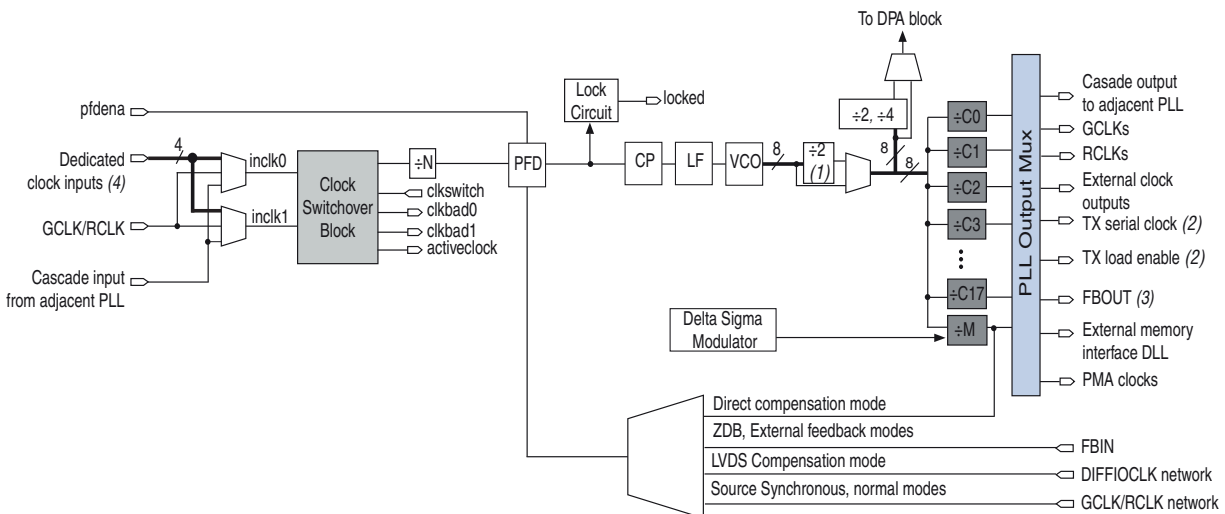 To DPA block
pfdena
Lock
Circuit
locked
÷2, ÷4
Casade output
to adjacent PLL
÷C0
GCLKs
4
Dedicated
clock inputs (4)
inclk0
÷N
PFD
CP
LF
VCO
8
÷2
(1)
8
8
÷C1
RCLKs
Clock
Switchover
Block
clkswitch
÷C2
External clock
outputs
GCLK/RCLK
inclk1
clkbad0
clkbad1
activeclock
÷C3
TX serial clock (2)
PLL Output Mux
TX load enable (2)
Cascade input
from adjacent PLL
÷C17
FBOUT (3)
Delta Sigma
Modulator
÷M
External memory
interface DLL
PMA clocks
Direct compensation mode
ZDB, External feedback modes
FBIN
LVDS Compensation mode
DIFFIOCLK network
Source Synchronous, normal modes
GCLK/RCLK network